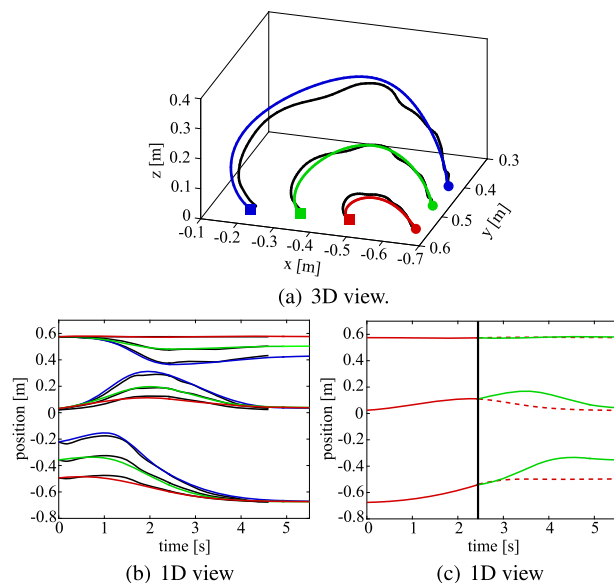 0.4
0.3
0.2
0.1
0
z [m]
-0.1
-0.2
-0.3
-0.4
-0.5
-0.6
-0.7
x [m]
0.3
0.4
0.5
0.6
y [m]
(a) 3D view.
0.6
0.4
0.2
0
-0.2
-0.4
-0.6
-0.8
position [m]
0 1 2 3 4 5
time [s]
(b) 1D view
0.6
0.4
0.2
0
-0.2
-0.4
-0.6
-0.8
position [m]
0 1 2 3 4 5
time [s]
(c) 1D view